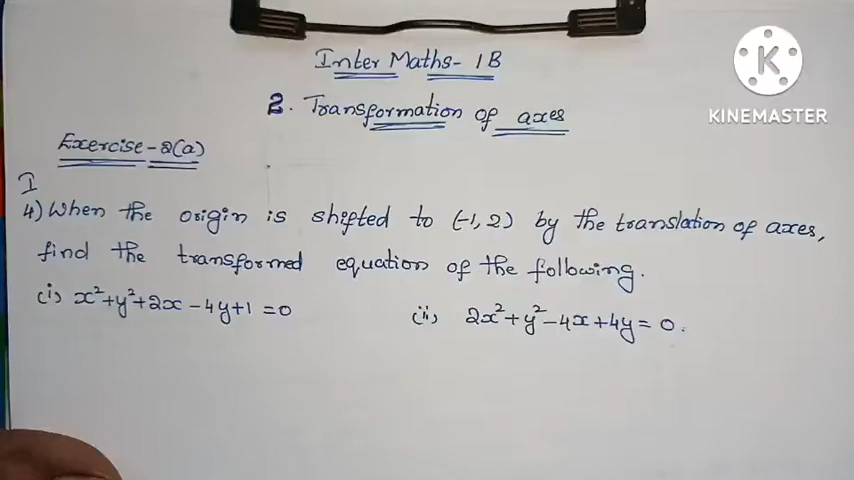 Inter Maths - 1B
KINEMASTER
2. Transformation of axes
Exercise - 2(a)
I
4) When the origin is shifted to (-1, 2) by the translation of axes,
find the transformed equation of the following.
(i) x²+y²+2x-4y+1=0 (ii) 2x²+y²-4x+4y=0.